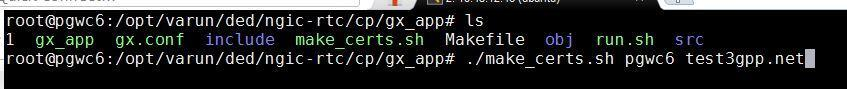 root@pgwc6:/opt/varun/ded/ngic-rtc/cp/gx_app# ls
1 gx_app gx.conf include make_certs.sh Makefile obj run.sh src
root@pgwc6:/opt/varun/ded/ngic-rtc/cp/gx_app# ./make_certs.sh pgwc6 test3gpp.net